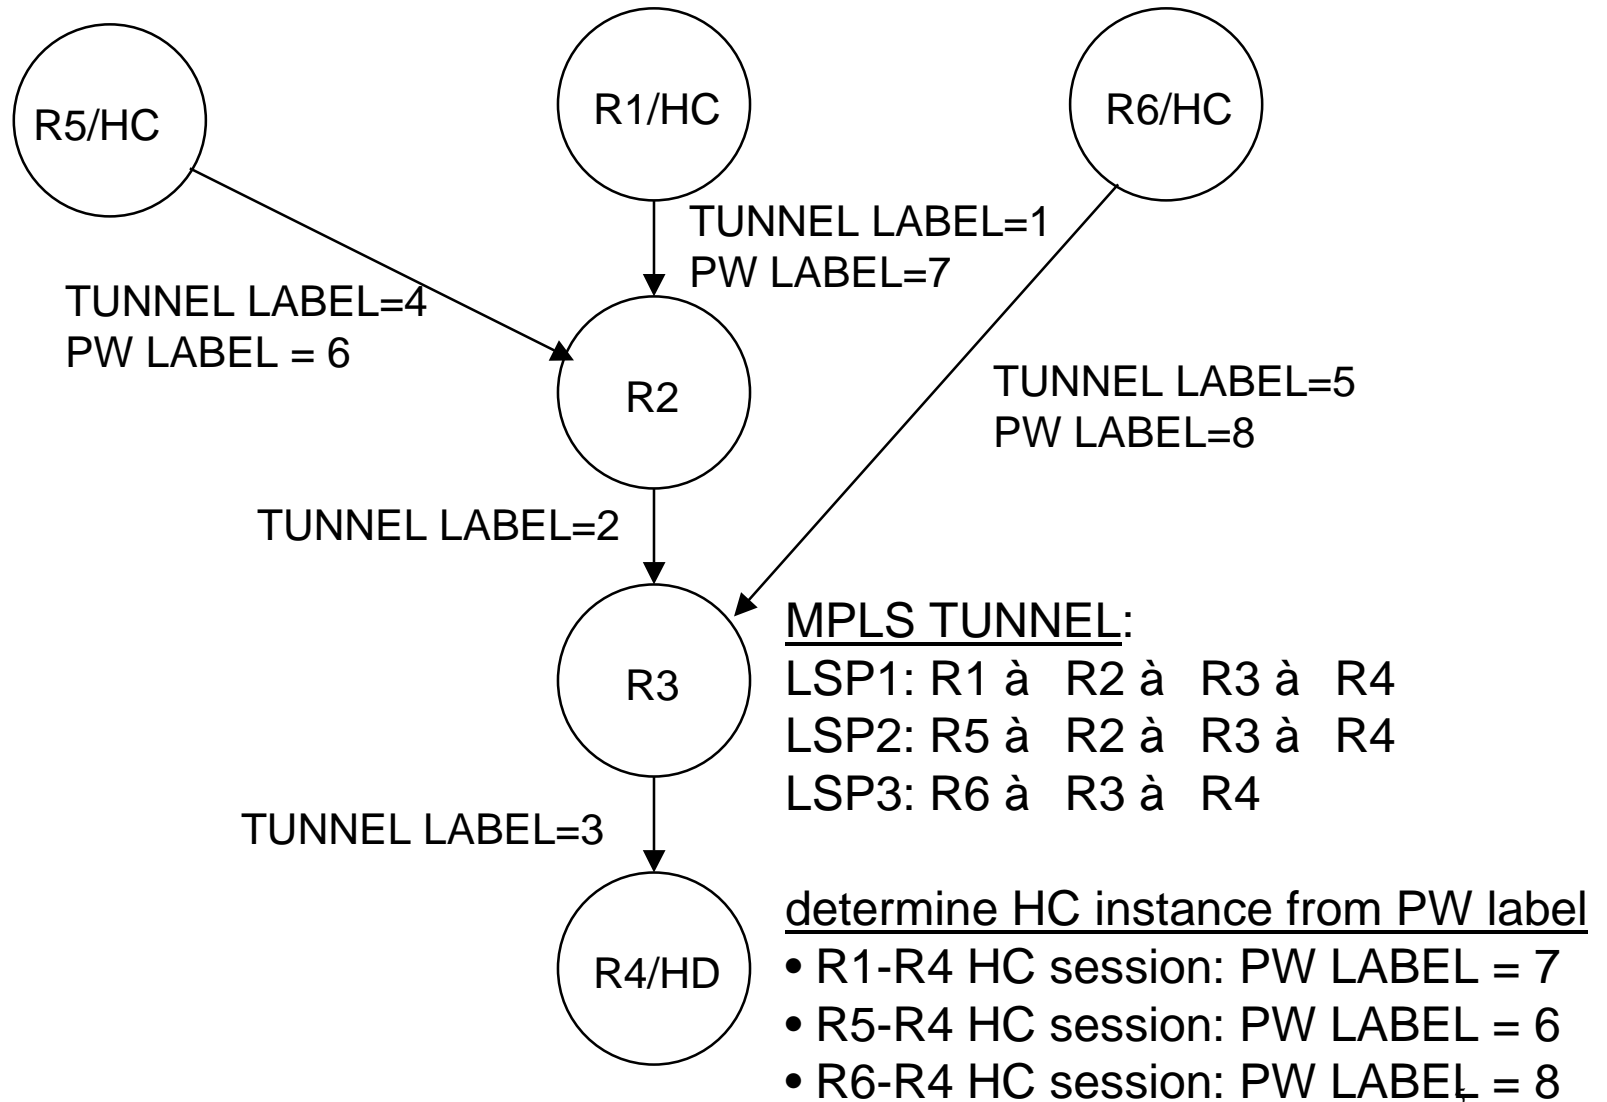 R5/HC
R1/HC
R6/HC
TUNNEL LABEL=1
PW LABEL=7
TUNNEL LABEL=4
PW LABEL = 6
R2
TUNNEL LABEL=5
PW LABEL=8
TUNNEL LABEL=2
R3
MPLS TUNNEL:
LSP1: R1 à R2 à R3 à R4
LSP2: R5 à R2 à R3 à R4
LSP3: R6 à R3 à R4
TUNNEL LABEL=3
R4/HD
determine HC instance from PW label
• R1-R4 HC session: PW LABEL = 7
• R5-R4 HC session: PW LABEL = 6
• R6-R4 HC session: PW LABEL = 8